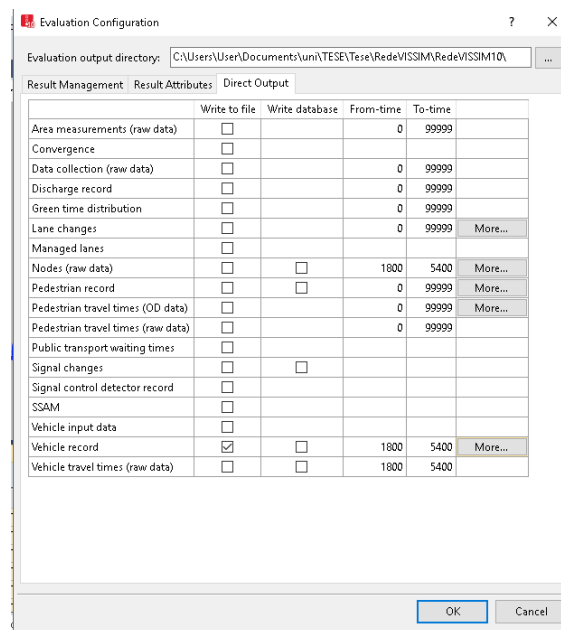 Evaluation Configuration ? ×
Evaluation output directory: C:\Users\User\Documents\uni\TESE\Tese\RedeVISSIM\RedeVISSIM10\ ...
Result Management Result Attributes Direct Output
Write to file Write database From-time To-time
Area measurements (raw data) 0 99999
Convergence
Data collection (raw data) 0 99999
Discharge record 0 99999
Green time distribution 0 99999
Lane changes 0 99999 More...
Managed lanes
Nodes (raw data) 1800 5400 More...
Pedestrian record 0 99999 More...
Pedestrian travel times (OD data) 0 99999 More...
Pedestrian travel times (raw data) 0 99999
Public transport waiting times
Signal changes
Signal control detector record
SSAM
Vehicle input data
Vehicle record 1800 5400 More...
Vehicle travel times (raw data) 1800 5400
OK Cancel